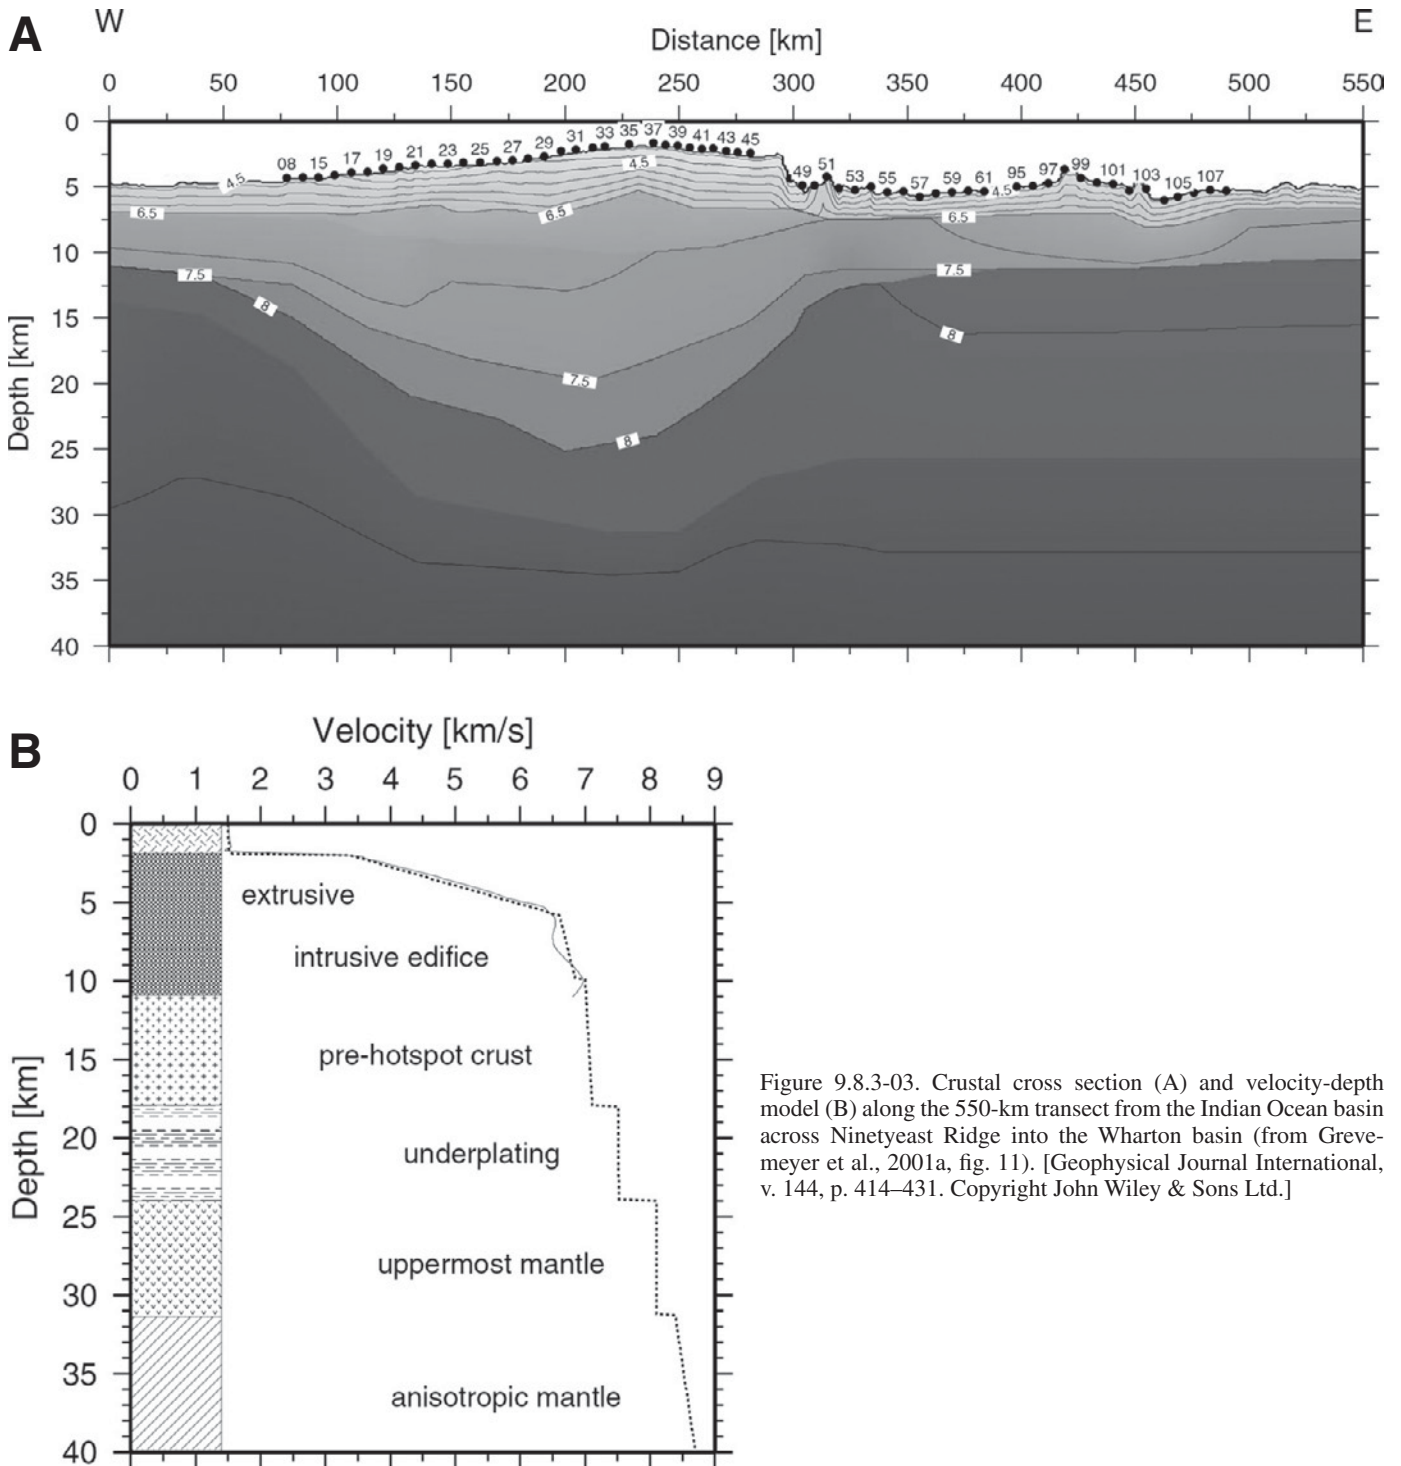 A
W
E
Distance [km]
0 50 100 150 200 250 300 350 400 450 500 550
0
5
10
15
20
25
30
35
40
Depth [km]
08 15 17 19 21 23 25 27 29 31 33 35 37 39 41 43 45 49 51 53 55 57 59 61 95 97 99 101 103 105 107
4.5 4.5 4.5
6.5 6.5 6.5
7.5 7.5 7.5
8 8 8
B
Velocity [km/s]
0 1 2 3 4 5 6 7 8 9
0
5
10
15
20
25
30
35
40
Depth [km]
extrusive
intrusive edifice
pre-hotspot crust
underplating
uppermost mantle
anisotropic mantle
Figure 9.8.3-03. Crustal cross section (A) and velocity-depth
model (B) along the 550-km transect from the Indian Ocean basin
across Ninetyeast Ridge into the Wharton basin (from Greve-
meyer et al., 2001a, fig. 11). [Geophysical Journal International,
v. 144, p. 414–431. Copyright John Wiley & Sons Ltd.]